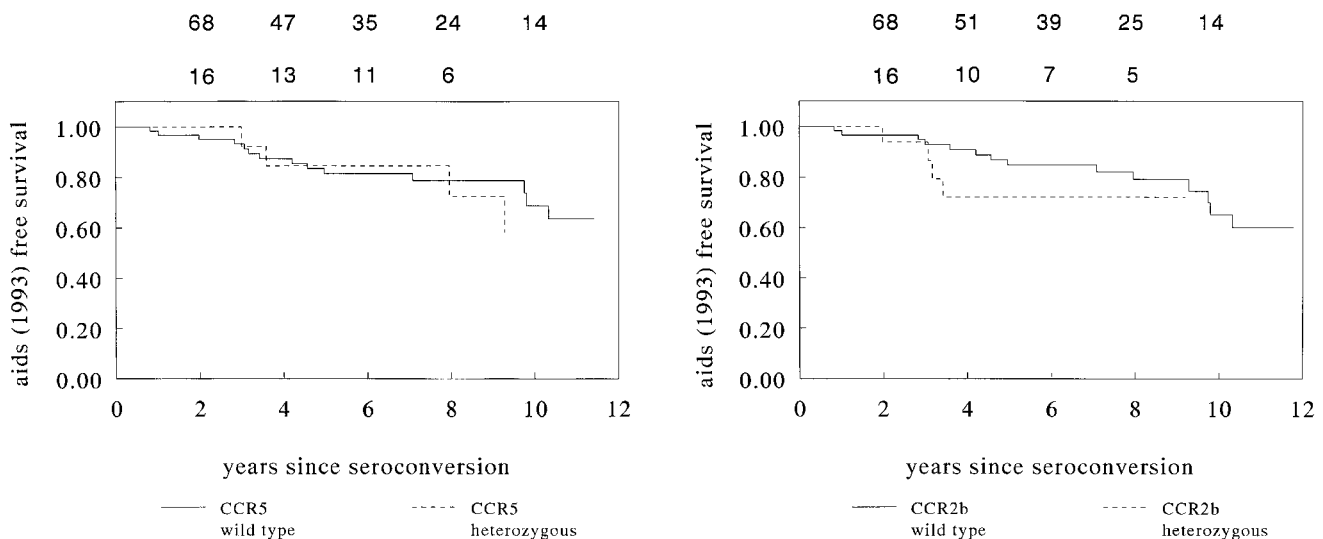 68 47 35 24 14
16 13 11 6
aids (1993) free survival
1.00
0.80
0.60
0.40
0.20
0.00
0 2 4 6 8 10 12
years since seroconversion
CCR5 wild type
CCR5 heterozygous
68 51 39 25 14
16 10 7 5
aids (1993) free survival
1.00
0.80
0.60
0.40
0.20
0.00
0 2 4 6 8 10 12
years since seroconversion
CCR2b wild type
CCR2b heterozygous